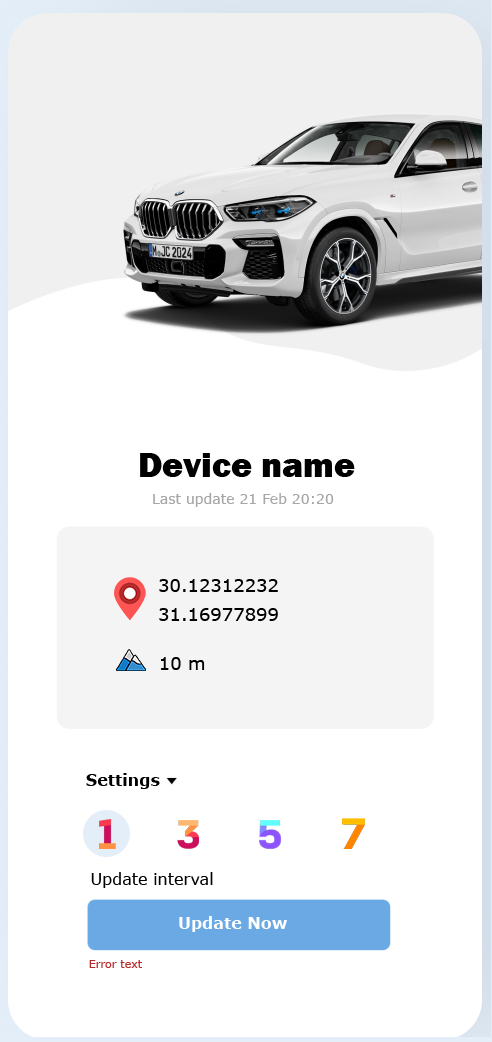 M JC 2024
Device name
Last update 21 Feb 20:20
30.12312232
31.16977899
10 m
Settings
1 3 5 7
Update interval
Update Now
Error text